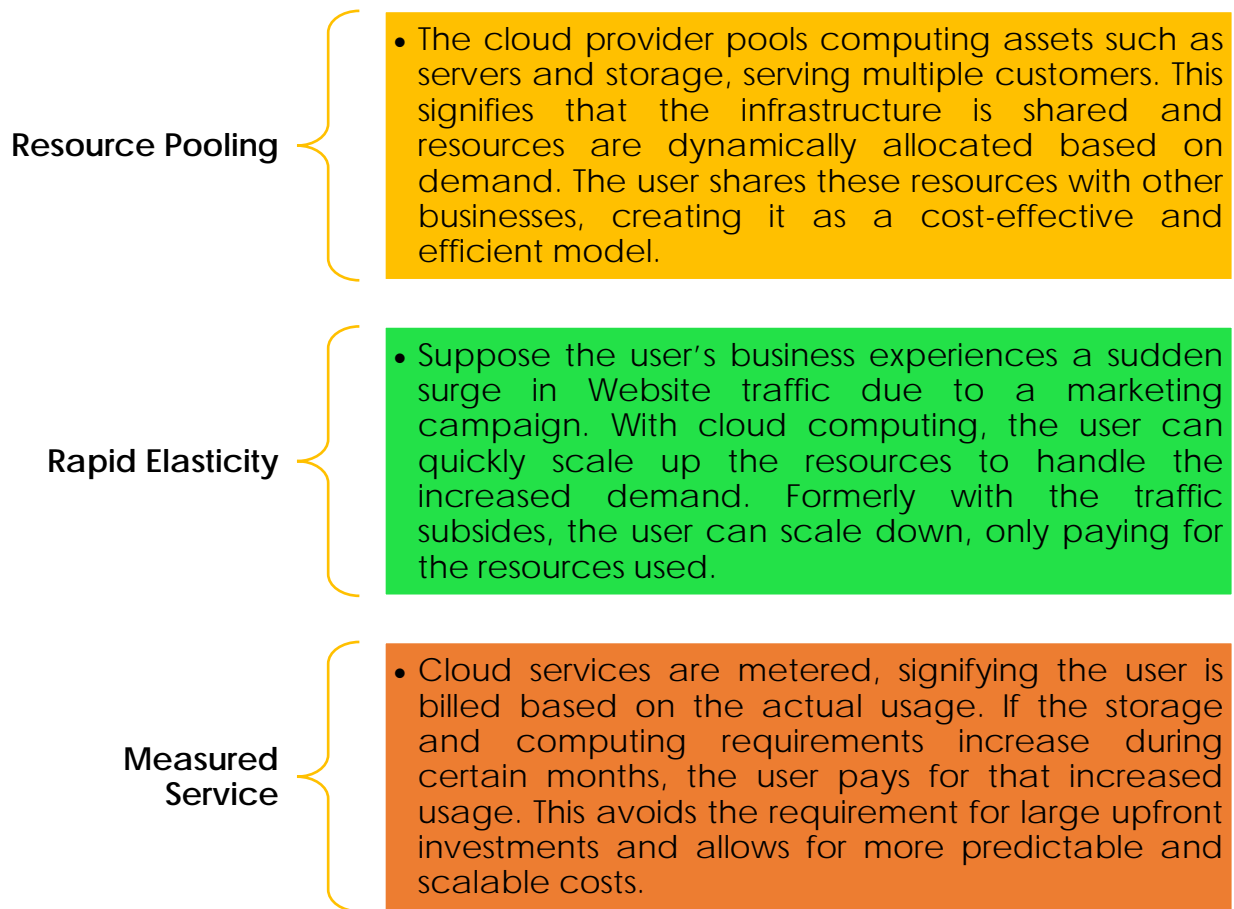 Resource Pooling
• The cloud provider pools computing assets such as
servers and storage, serving multiple customers. This
signifies that the infrastructure is shared and
resources are dynamically allocated based on
demand. The user shares these resources with other
businesses, creating it as a cost-effective and
efficient model.
Rapid Elasticity
• Suppose the user’s business experiences a sudden
surge in Website traffic due to a marketing
campaign. With cloud computing, the user can
quickly scale up the resources to handle the
increased demand. Formerly with the traffic
subsides, the user can scale down, only paying for
the resources used.
Measured
Service
• Cloud services are metered, signifying the user is
billed based on the actual usage. If the storage
and computing requirements increase during
certain months, the user pays for that increased
usage. This avoids the requirement for large upfront
investments and allows for more predictable and
scalable costs.